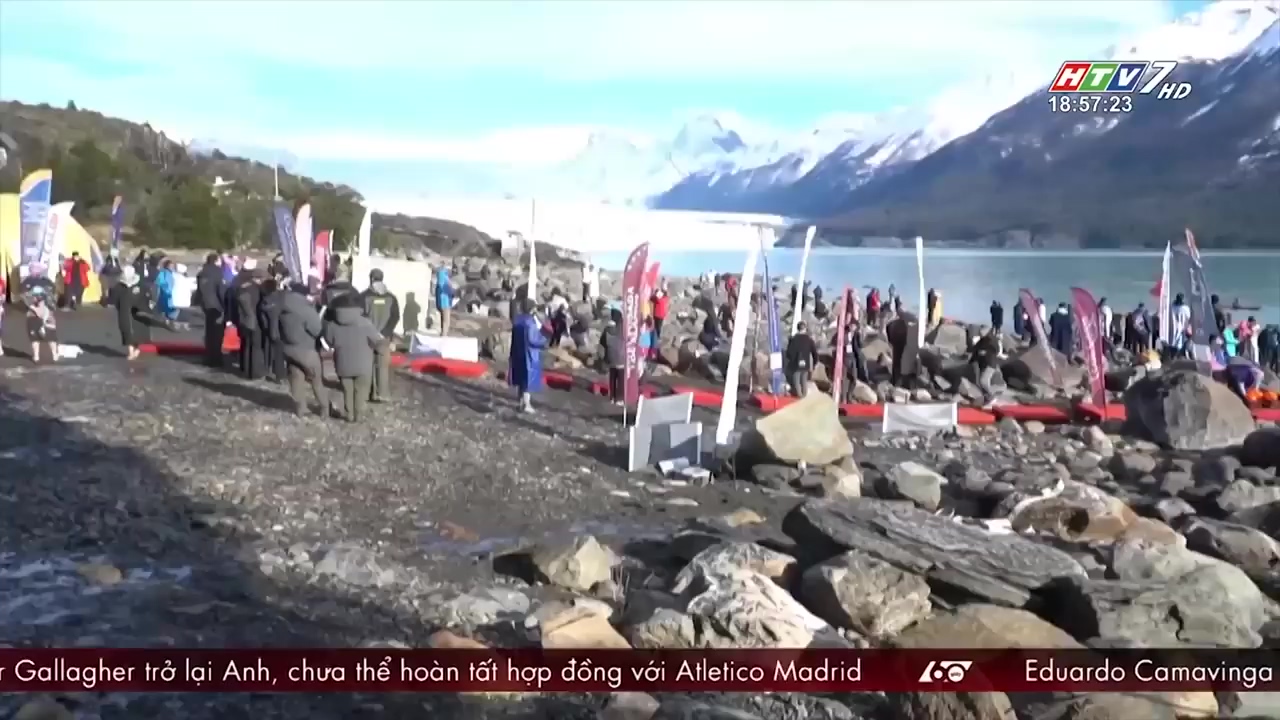 HTV7 HD
18:57:23
r Gallagher trở lại Anh, chưa thể hoàn tất hợp đồng với Atletico Madrid 60 Eduardo Camavinga